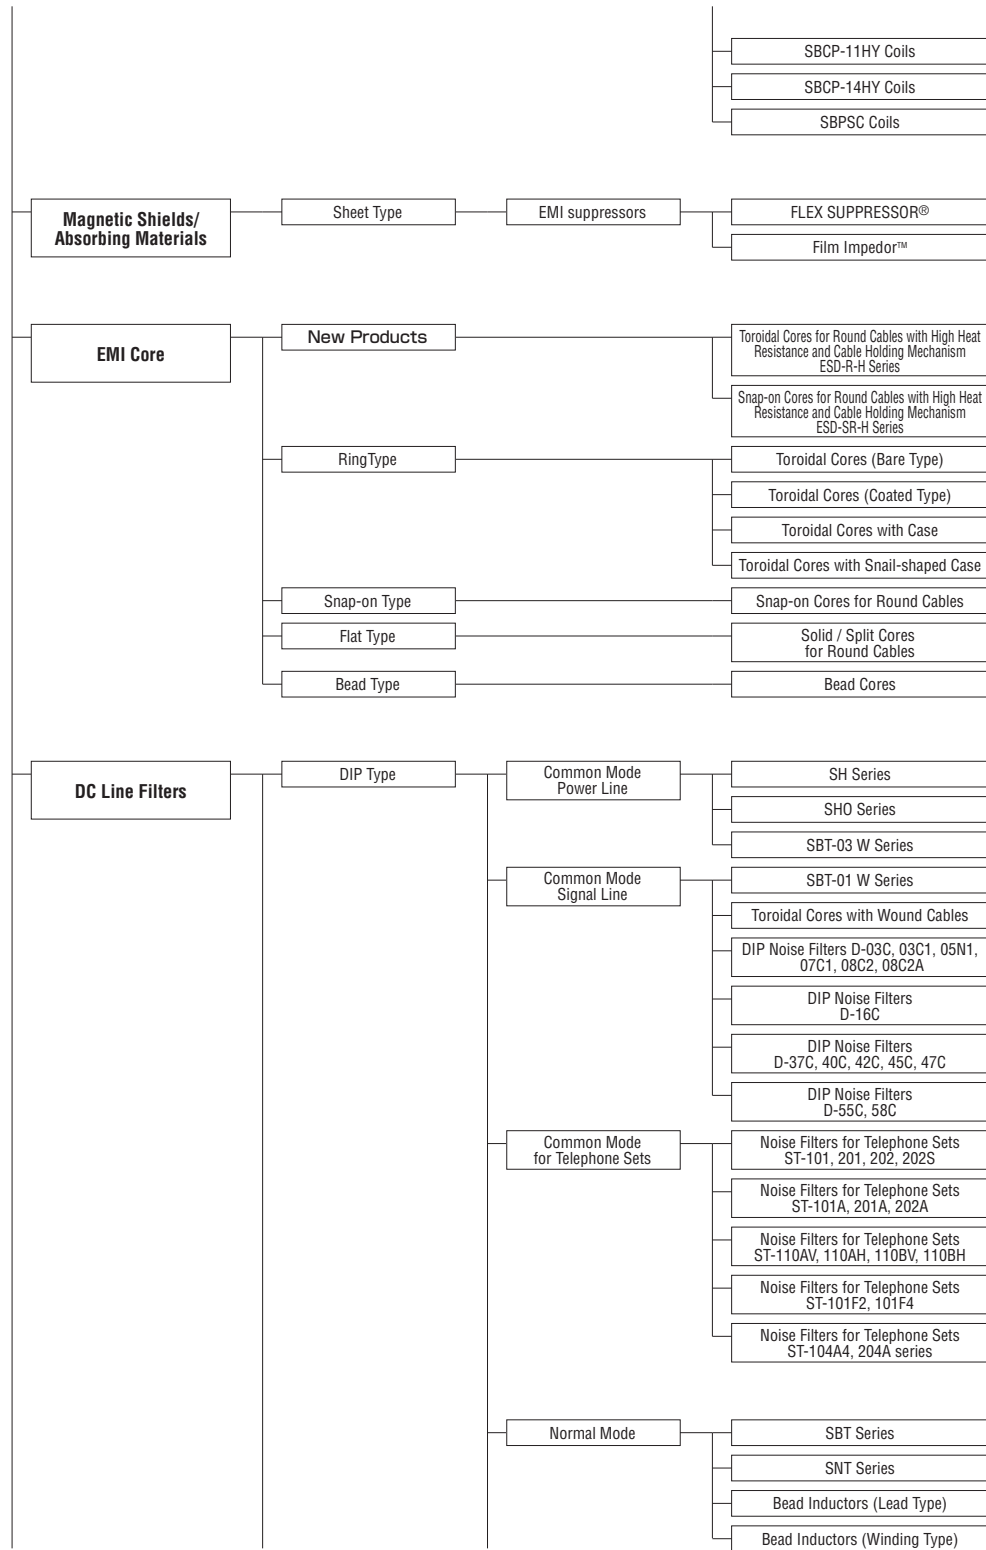 SBCP-11HY Coils
SBCP-14HY Coils
SBPSC Coils
Magnetic Shields/
Absorbing Materials
Sheet Type
EMI suppressors
FLEX SUPPRESSOR®
Film Impedor™
EMI Core
New Products
Toroidal Cores for Round Cables with High Heat
Resistance and Cable Holding Mechanism
ESD-R-H Series
Snap-on Cores for Round Cables with High Heat
Resistance and Cable Holding Mechanism
ESD-SR-H Series
RingType
Toroidal Cores (Bare Type)
Toroidal Cores (Coated Type)
Toroidal Cores with Case
Toroidal Cores with Snail-shaped Case
Snap-on Type
Snap-on Cores for Round Cables
Flat Type
Solid / Split Cores
for Round Cables
Bead Type
Bead Cores
DC Line Filters
DIP Type
Common Mode
Power Line
SH Series
SHO Series
SBT-03 W Series
Common Mode
Signal Line
SBT-01 W Series
Toroidal Cores with Wound Cables
DIP Noise Filters D-03C, 03C1, 05N1,
07C1, 08C2, 08C2A
DIP Noise Filters
D-16C
DIP Noise Filters
D-37C, 40C, 42C, 45C, 47C
DIP Noise Filters
D-55C, 58C
Common Mode
for Telephone Sets
Noise Filters for Telephone Sets
ST-101, 201, 202, 202S
Noise Filters for Telephone Sets
ST-101A, 201A, 202A
Noise Filters for Telephone Sets
ST-110AV, 110AH, 110BV, 110BH
Noise Filters for Telephone Sets
ST-101F2, 101F4
Noise Filters for Telephone Sets
ST-104A4, 204A series
Normal Mode
SBT Series
SNT Series
Bead Inductors (Lead Type)
Bead Inductors (Winding Type)